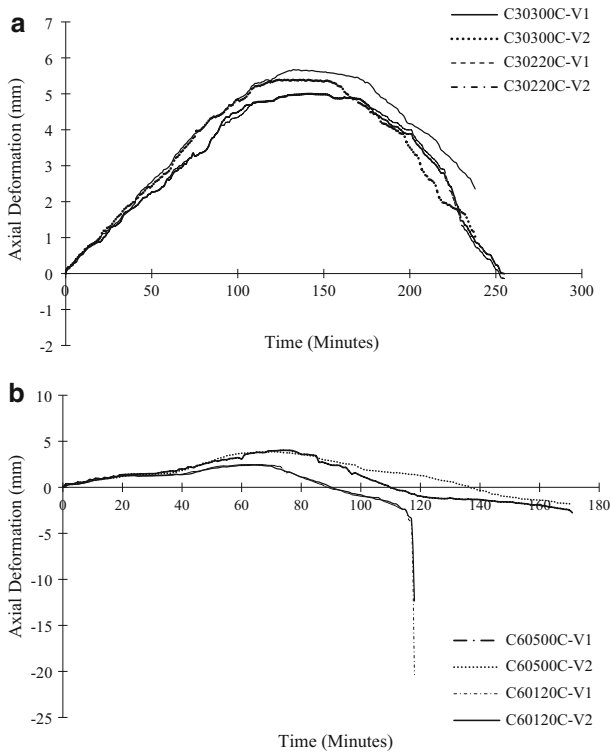 a
C30300C-V1
C30300C-V2
C30220C-V1
C30220C-V2
Axial Deformation (mm)
7
6
5
4
3
2
1
0
-1
-2
0 50 100 150 200 250 300
Time (Minutes)
b
Axial Deformation (mm)
10
5
0
-5
-10
-15
-20
-25
0 20 40 60 80 100 120 140 160 180
C60500C-V1
C60500C-V2
C60120C-V1
C60120C-V2
Time (Minutes)